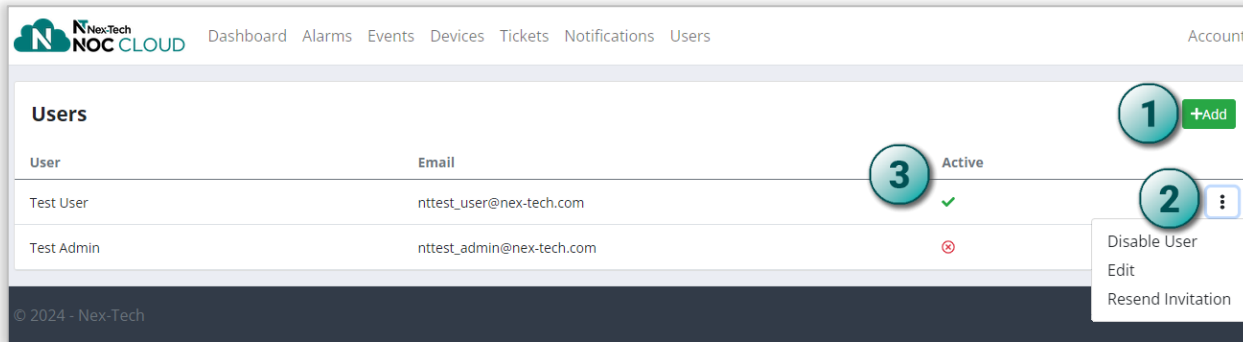 N Nex-Tech
NOC CLOUD
Dashboard Alarms Events Devices Tickets Notifications Users Account
Users
1 +Add
User Email 3 Active
Test User nttest_user@nex-tech.com 2
Test Admin nttest_admin@nex-tech.com
Disable User
Edit
Resend Invitation
© 2024 - Nex-Tech